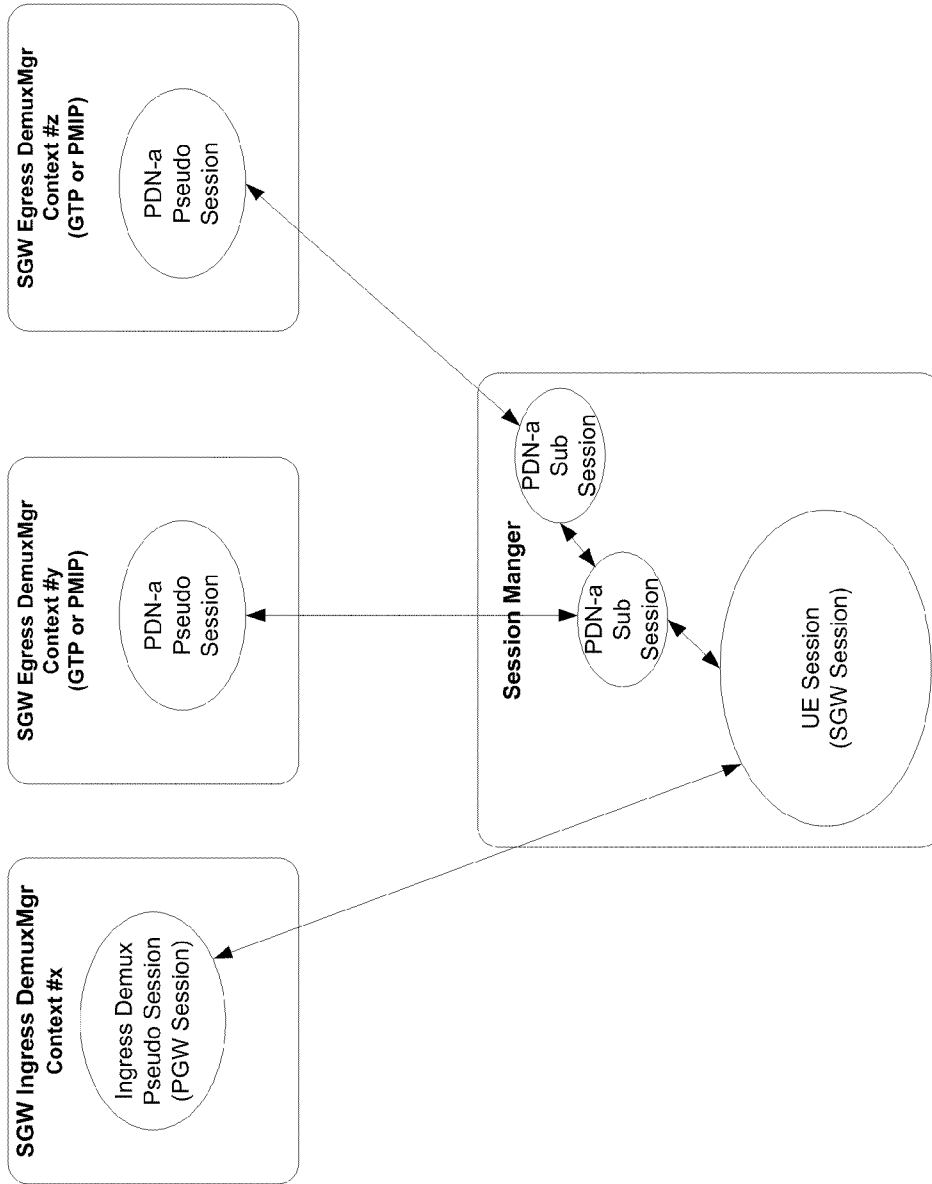 SGW Ingress DemuxMgr
Context #x
Ingress Demux
Pseudo Session
(PGW Session)
SGW Egress DemuxMgr
Context #y
(GTP or PMIP)
PDN-a
Pseudo
Session
SGW Egress DemuxMgr
Context #z
(GTP or PMIP)
PDN-a
Pseudo
Session
Session Manger
PDN-a
Sub
Session
PDN-a
Sub
Session
UE Session
(SGW Session)